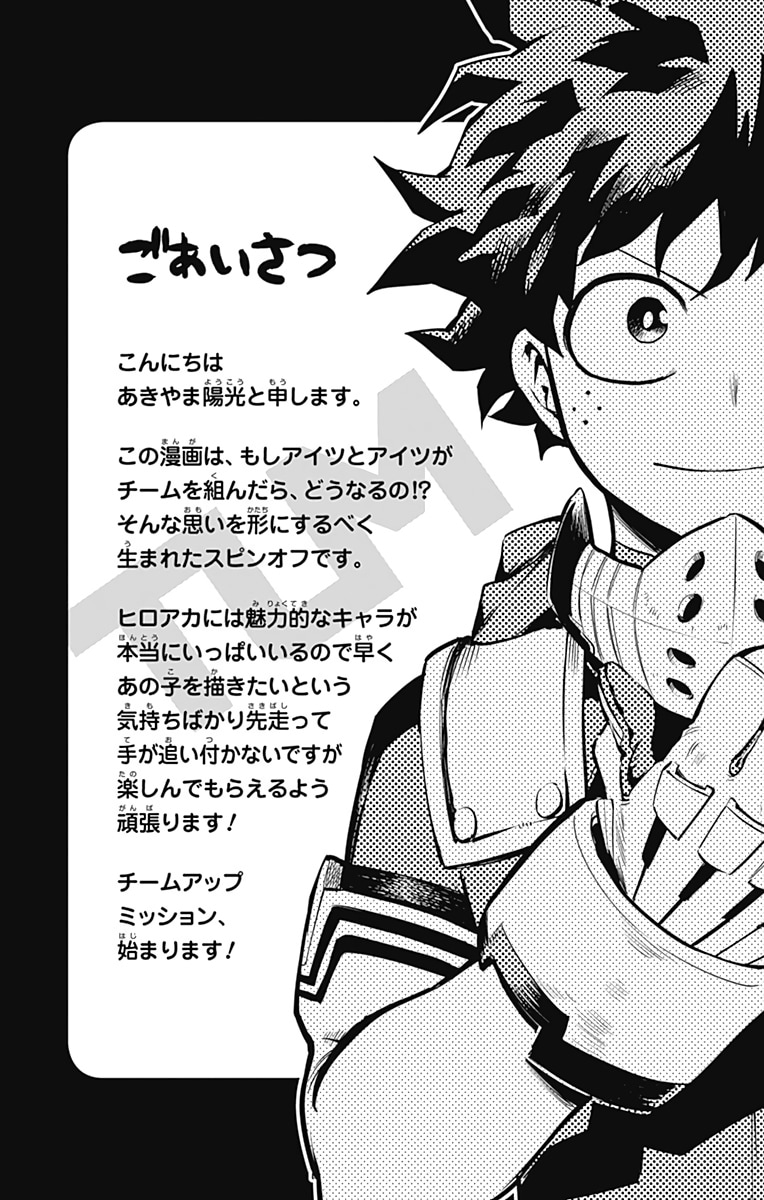 ごあいさつ
こんにちは
あきやま陽光と申します。
この漫画は、もしアイツとアイツが
チームを組んだら、どうなるの!?
そんな思いを形にするべく
生まれたスピンオフです。
ヒロアカには魅力的なキャラが
本当にいっぱいいるので早く
あの子を描きたいという
気持ちばかり先走って
手が追い付かないですが
楽しんでもらえるよう
頑張ります!
チームアップ
ミッション、
始まります!
TUM